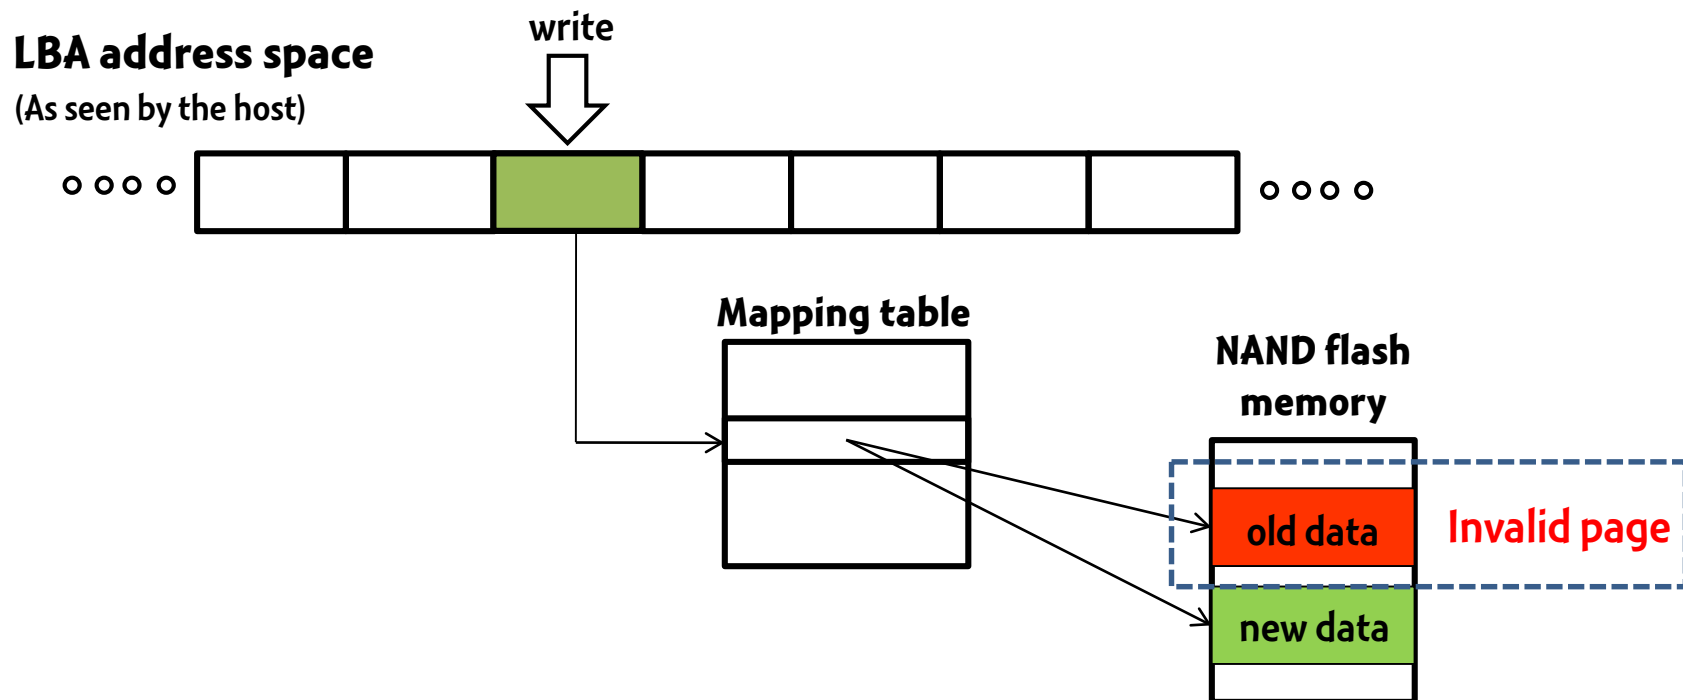 write
LBA address space
(As seen by the host)
Mapping table
NAND flash
memory
old data
Invalid page
new data